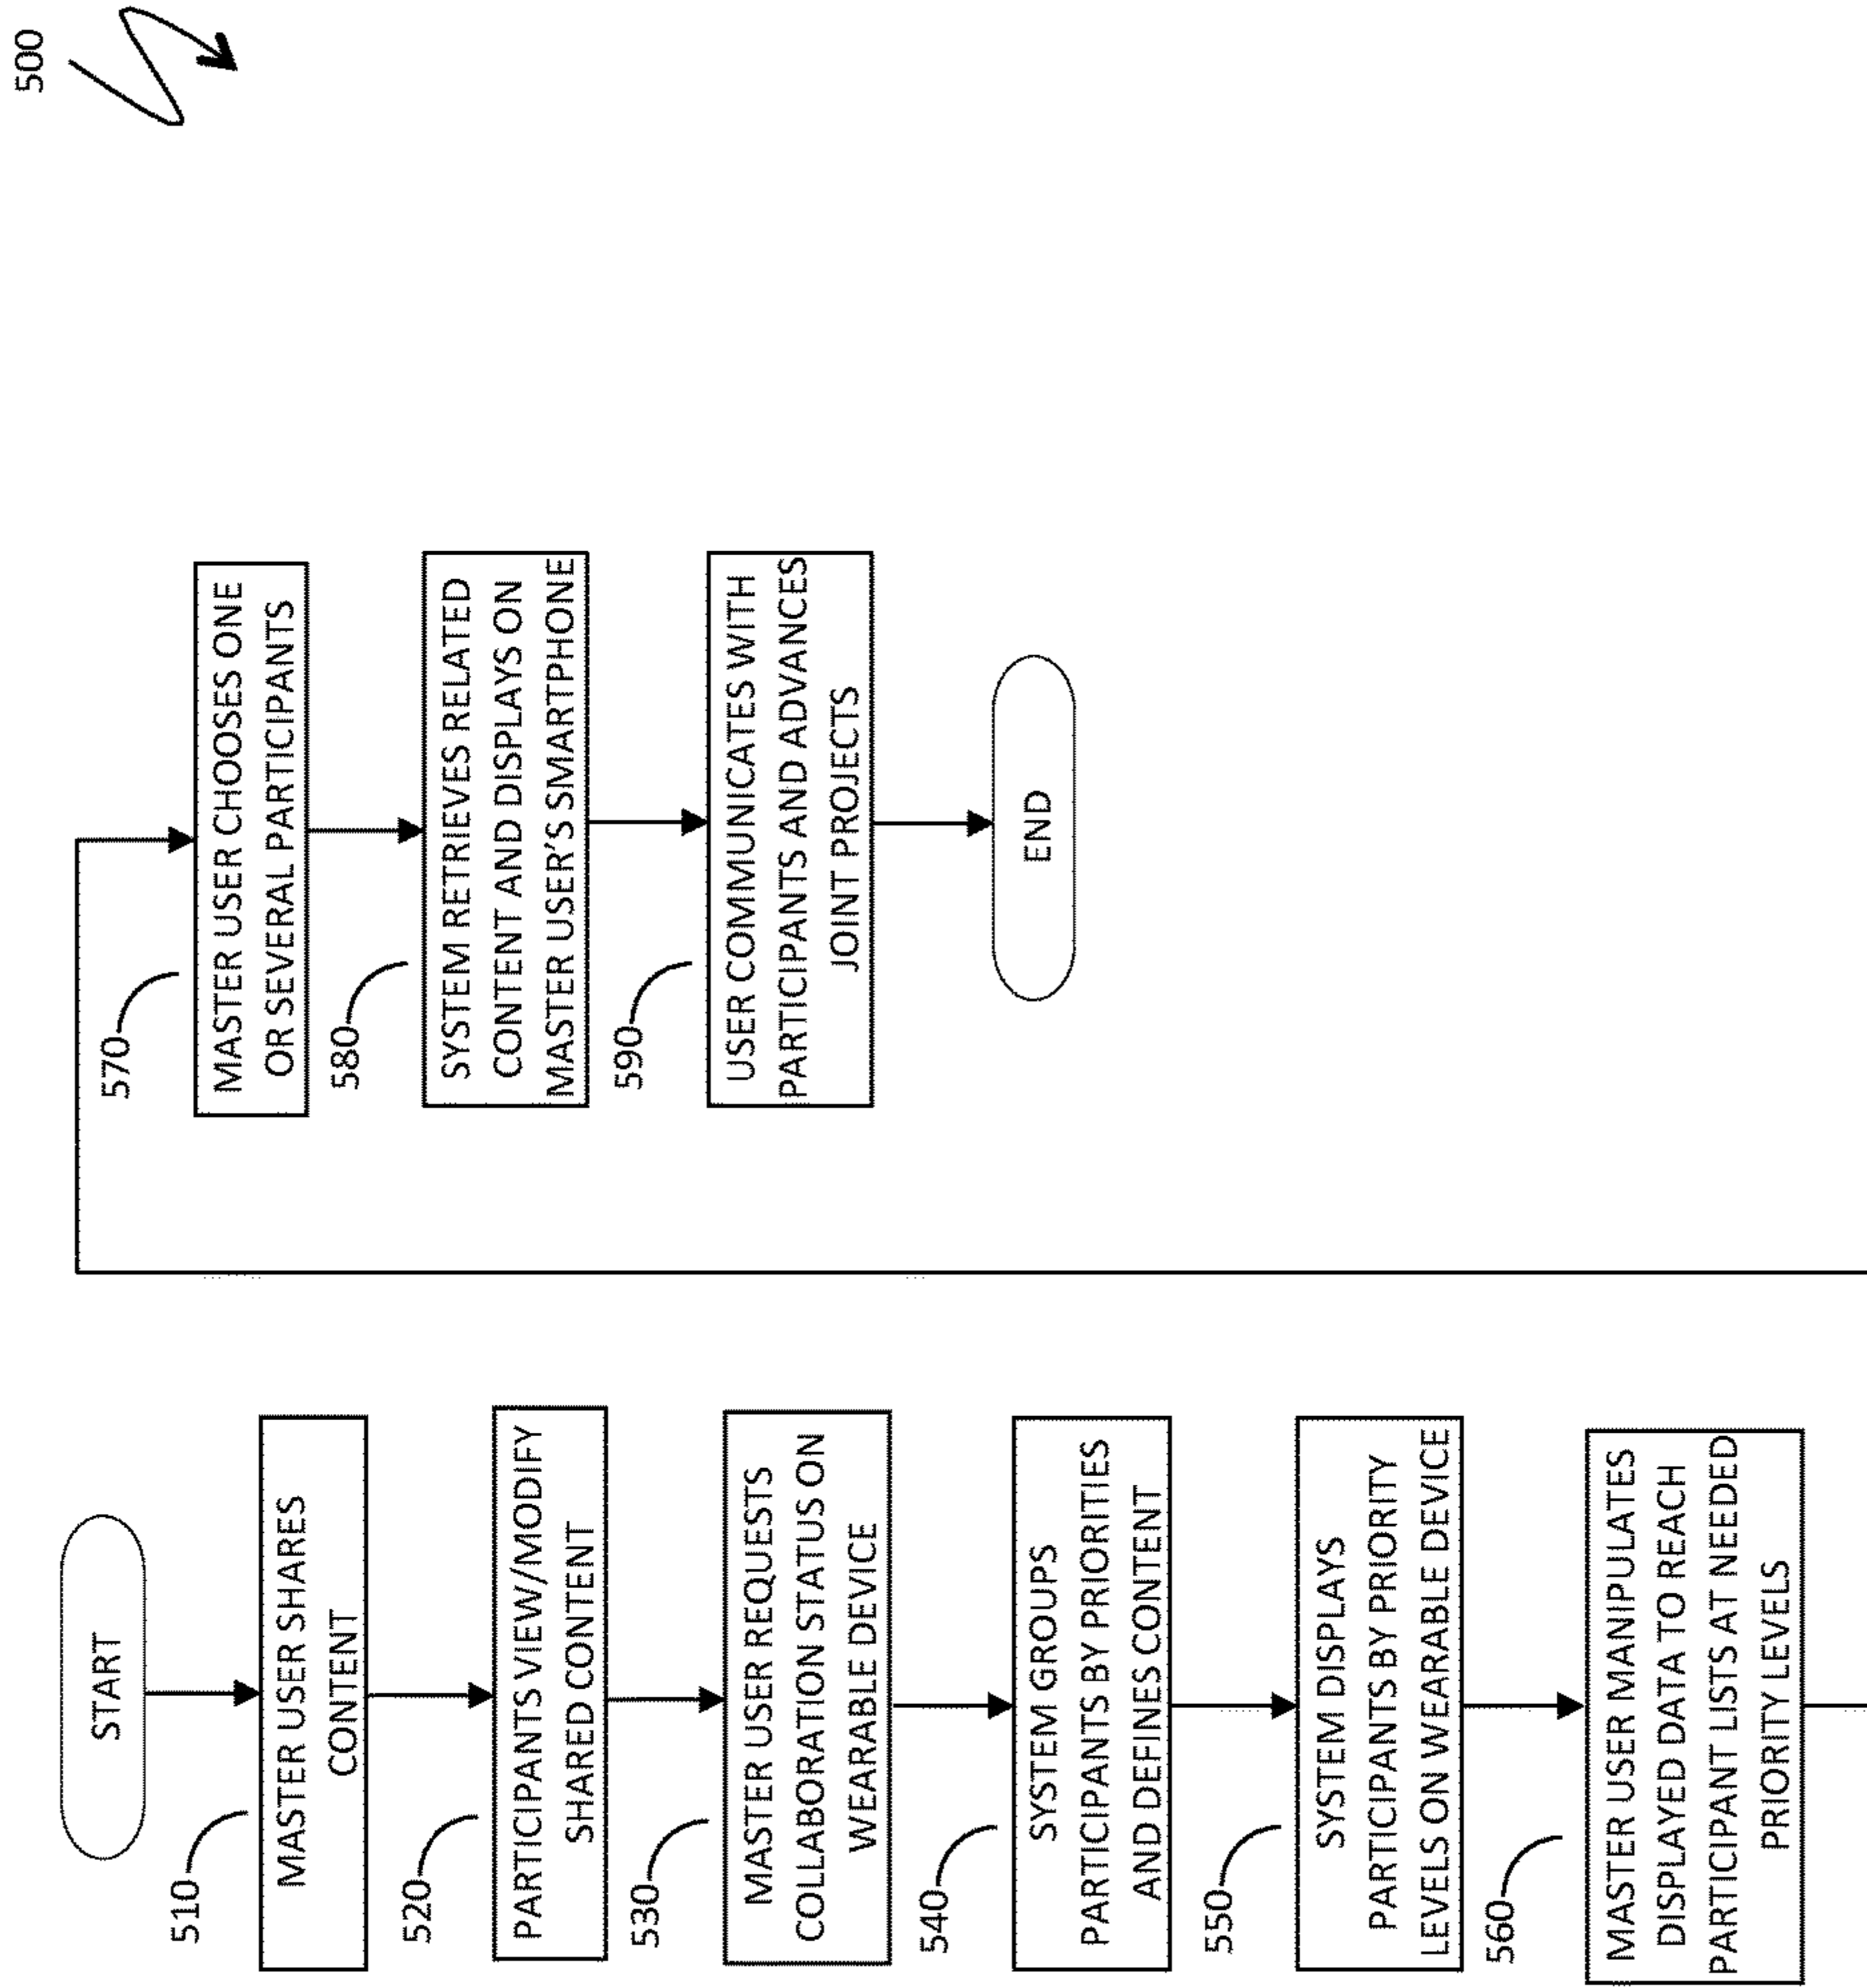 500
START
510
MASTER USER SHARES
CONTENT
520
PARTICIPANTS VIEW/MODIFY
SHARED CONTENT
530
MASTER USER REQUESTS
COLLABORATION STATUS ON
WEARABLE DEVICE
540
SYSTEM GROUPS
PARTICIPANTS BY PRIORITIES
AND DEFINES CONTENT
550
SYSTEM DISPLAYS
PARTICIPANTS BY PRIORITY
LEVELS ON WEARABLE DEVICE
560
MASTER USER MANIPULATES
DISPLAYED DATA TO REACH
PARTICIPANT LISTS AT NEEDED
PRIORITY LEVELS
570
MASTER USER CHOOSES ONE
OR SEVERAL PARTICIPANTS
580
SYSTEM RETRIEVES RELATED
CONTENT AND DISPLAYS ON
MASTER USER'S SMARTPHONE
590
USER COMMUNICATES WITH
PARTICIPANTS AND ADVANCES
JOINT PROJECTS
END